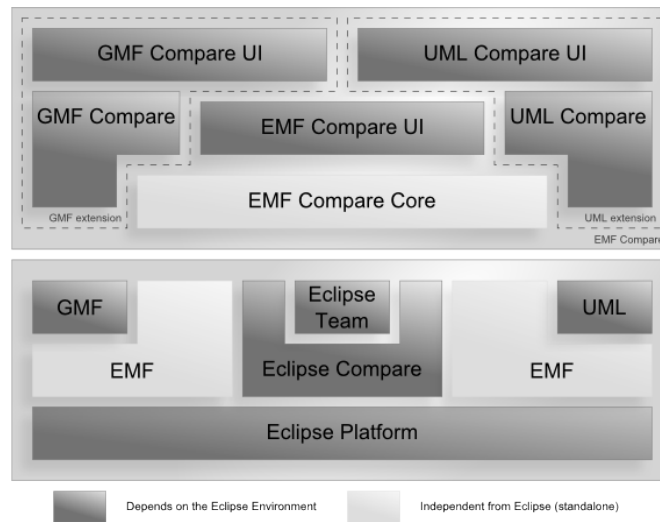 GMF Compare UI
UML Compare UI
GMF Compare
EMF Compare UI
UML Compare
EMF Compare Core
GMF extension
UML extension
EMF Compare
GMF
Eclipse
Team
UML
EMF
Eclipse Compare
EMF
Eclipse Platform
Depends on the Eclipse Environment
Independent from Eclipse (standalone)